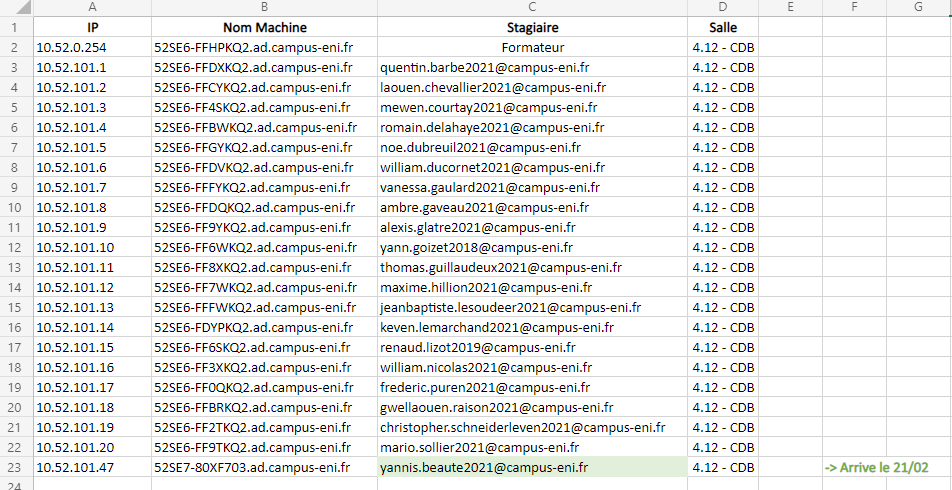 A B C D E F G
1 IP Nom Machine Stagiaire Salle
2 10.52.0.254 52SE6-FFHPKQ2.ad.campus-eni.fr Formateur 4.12 - CDB
3 10.52.101.1 52SE6-FFDXKQ2.ad.campus-eni.fr quentin.barbe2021@campus-eni.fr 4.12 - CDB
4 10.52.101.2 52SE6-FFCYKQ2.ad.campus-eni.fr laouen.chevallier2021@campus-eni.fr 4.12 - CDB
5 10.52.101.3 52SE6-FF4SKQ2.ad.campus-eni.fr mewen.courtay2021@campus-eni.fr 4.12 - CDB
6 10.52.101.4 52SE6-FFBWKQ2.ad.campus-eni.fr romain.delahaye2021@campus-eni.fr 4.12 - CDB
7 10.52.101.5 52SE6-FFGYKQ2.ad.campus-eni.fr noe.dubreuil2021@campus-eni.fr 4.12 - CDB
8 10.52.101.6 52SE6-FFDVKQ2.ad.campus-eni.fr william.ducornet2021@campus-eni.fr 4.12 - CDB
9 10.52.101.7 52SE6-FFFYKQ2.ad.campus-eni.fr vanessa.gaulard2021@campus-eni.fr 4.12 - CDB
10 10.52.101.8 52SE6-FFDQKQ2.ad.campus-eni.fr ambre.gaveau2021@campus-eni.fr 4.12 - CDB
11 10.52.101.9 52SE6-FF9YKQ2.ad.campus-eni.fr alexis.glatre2021@campus-eni.fr 4.12 - CDB
12 10.52.101.10 52SE6-FF6WKQ2.ad.campus-eni.fr yann.goizet2018@campus-eni.fr 4.12 - CDB
13 10.52.101.11 52SE6-FF8XKQ2.ad.campus-eni.fr thomas.guillaudeux2021@campus-eni.fr 4.12 - CDB
14 10.52.101.12 52SE6-FF7WKQ2.ad.campus-eni.fr maxime.hillion2021@campus-eni.fr 4.12 - CDB
15 10.52.101.13 52SE6-FFFWKQ2.ad.campus-eni.fr jeanbaptiste.lesoudeer2021@campus-eni.fr 4.12 - CDB
16 10.52.101.14 52SE6-FDYPKQ2.ad.campus-eni.fr keven.lemarchand2021@campus-eni.fr 4.12 - CDB
17 10.52.101.15 52SE6-FF6SKQ2.ad.campus-eni.fr renaud.lizot2019@campus-eni.fr 4.12 - CDB
18 10.52.101.16 52SE6-FF3XKQ2.ad.campus-eni.fr william.nicolas2021@campus-eni.fr 4.12 - CDB
19 10.52.101.17 52SE6-FF0QKQ2.ad.campus-eni.fr frederic.puren2021@campus-eni.fr 4.12 - CDB
20 10.52.101.18 52SE6-FFBRKQ2.ad.campus-eni.fr gwellaouen.raison2021@campus-eni.fr 4.12 - CDB
21 10.52.101.19 52SE6-FF2TKQ2.ad.campus-eni.fr christopher.schneiderleven2021@campus-eni.fr 4.12 - CDB
22 10.52.101.20 52SE6-FF9TKQ2.ad.campus-eni.fr mario.sollier2021@campus-eni.fr 4.12 - CDB
23 10.52.101.47 52SE7-80XF703.ad.campus-eni.fr yannis.beaute2021@campus-eni.fr 4.12 - CDB -> Arrive le 21/02
24